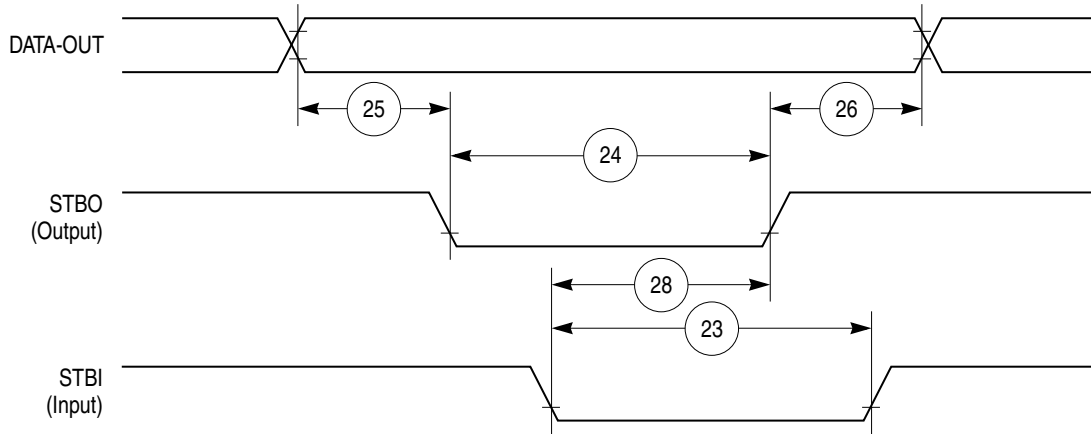 DATA-OUT
25
26
24
STBO
(Output)
28
23
STBI
(Input)